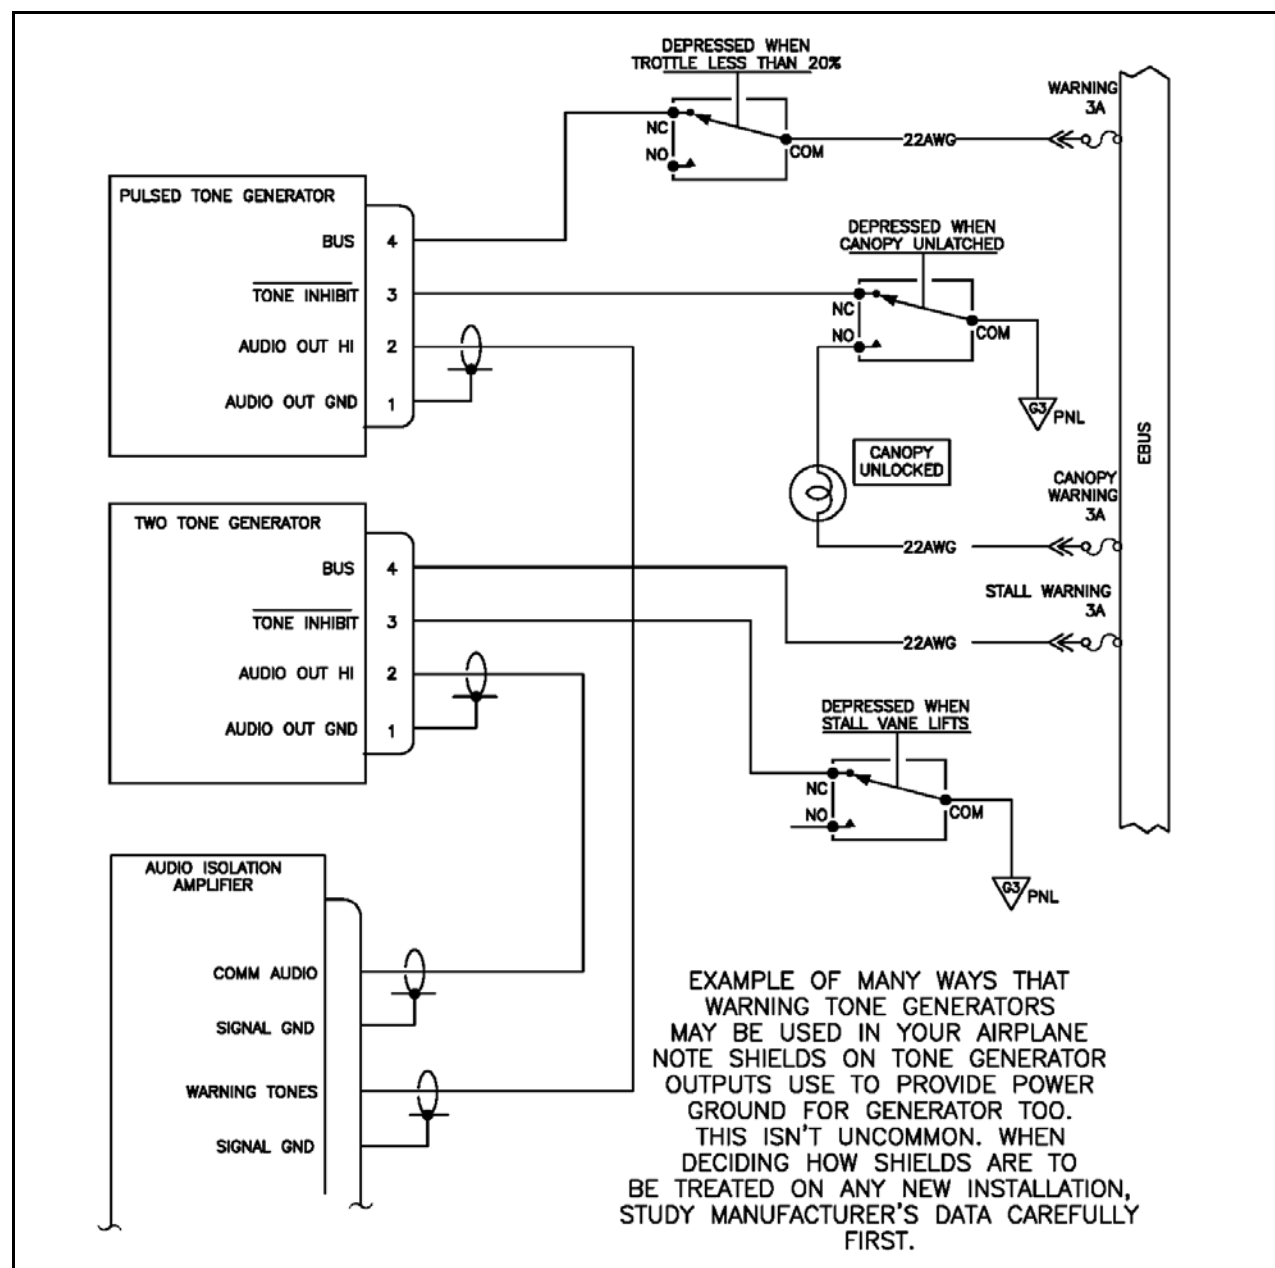 DEPRESSED WHEN
TROTTLE LESS THAN 20%
WARNING
3A
NC
NO
COM
22AWG
PULSED TONE GENERATOR
BUS 4
TONE INHIBIT 3
AUDIO OUT HI 2
AUDIO OUT GND 1
DEPRESSED WHEN
CANOPY UNLATCHED
NC
NO
COM
G3 PNL
EBUS
CANOPY
UNLOCKED
CANOPY
WARNING
3A
22AWG
TWO TONE GENERATOR
BUS 4
TONE INHIBIT 3
AUDIO OUT HI 2
AUDIO OUT GND 1
STALL WARNING
3A
22AWG
DEPRESSED WHEN
STALL VANE LIFTS
NC
NO
COM
G3 PNL
AUDIO ISOLATION
AMPLIFIER
COMM AUDIO
SIGNAL GND
WARNING TONES
SIGNAL GND
EXAMPLE OF MANY WAYS THAT
WARNING TONE GENERATORS
MAY BE USED IN YOUR AIRPLANE
NOTE SHIELDS ON TONE GENERATOR
OUTPUTS USE TO PROVIDE POWER
GROUND FOR GENERATOR TOO.
THIS ISN'T UNCOMMON. WHEN
DECIDING HOW SHIELDS ARE TO
BE TREATED ON ANY NEW INSTALLATION,
STUDY MANUFACTURER'S DATA CAREFULLY
FIRST.